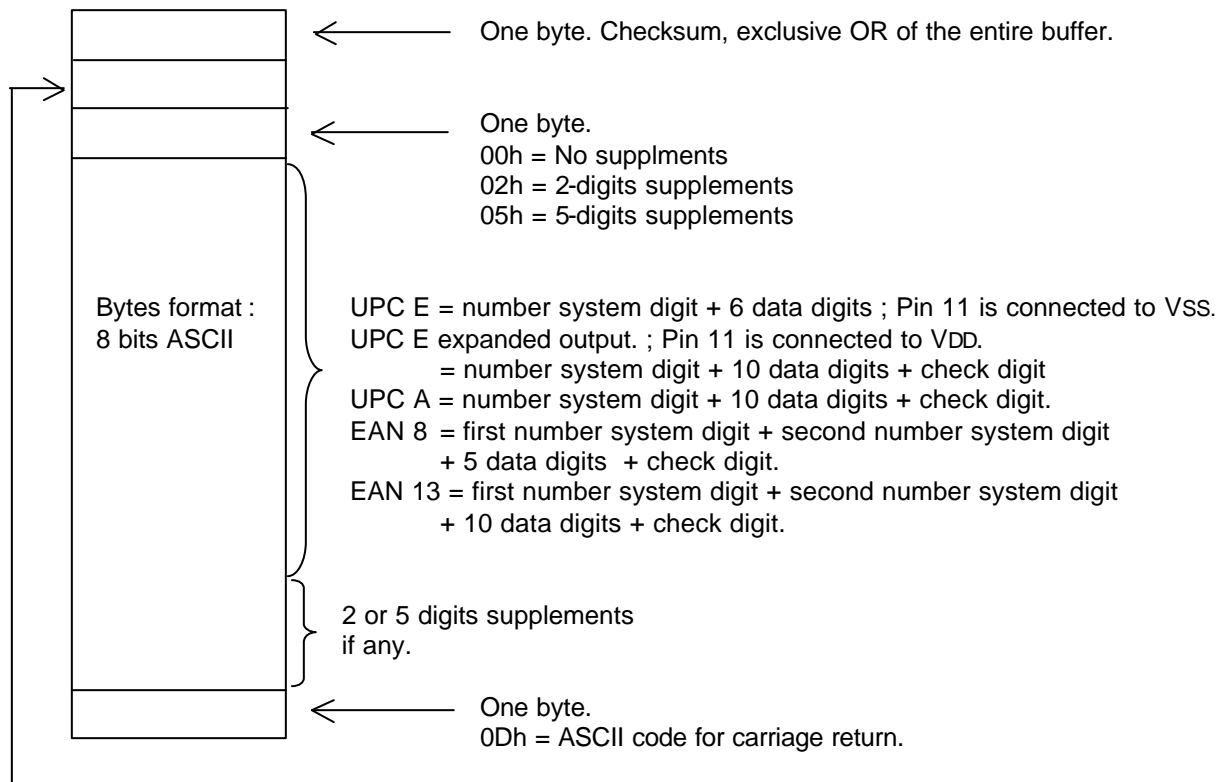 One byte. Checksum, exclusive OR of the entire buffer.
One byte.
00h = No supplments
02h = 2-digits supplements
05h = 5-digits supplements
Bytes format :
8 bits ASCII
UPC E = number system digit + 6 data digits ; Pin 11 is connected to VSS.
UPC E expanded output. ; Pin 11 is connected to VDD.
= number system digit + 10 data digits + check digit
UPC A = number system digit + 10 data digits + check digit.
EAN 8 = first number system digit + second number system digit
+ 5 data digits + check digit.
EAN 13 = first number system digit + second number system digit
+ 10 data digits + check digit.
2 or 5 digits supplements
if any.
One byte.
0Dh = ASCII code for carriage return.